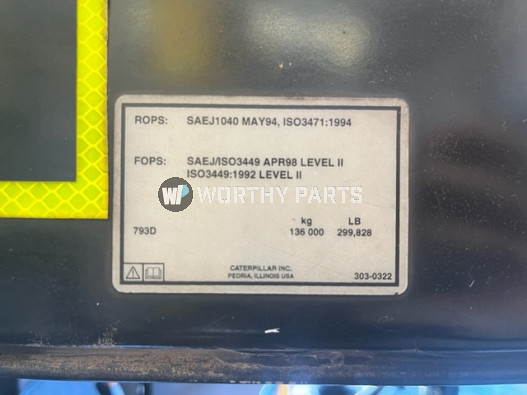 ROPS: SAEJ1040 MAY94, ISO3471:1994
FOPS: SAEJ/ISO3449 APR98 LEVEL II
ISO3449:1992 LEVEL II
WP WORTHY PARTS
kg LB
793D 136 000 299,828
CATERPILLAR INC.
PEORIA, ILLINOIS USA 303-0322